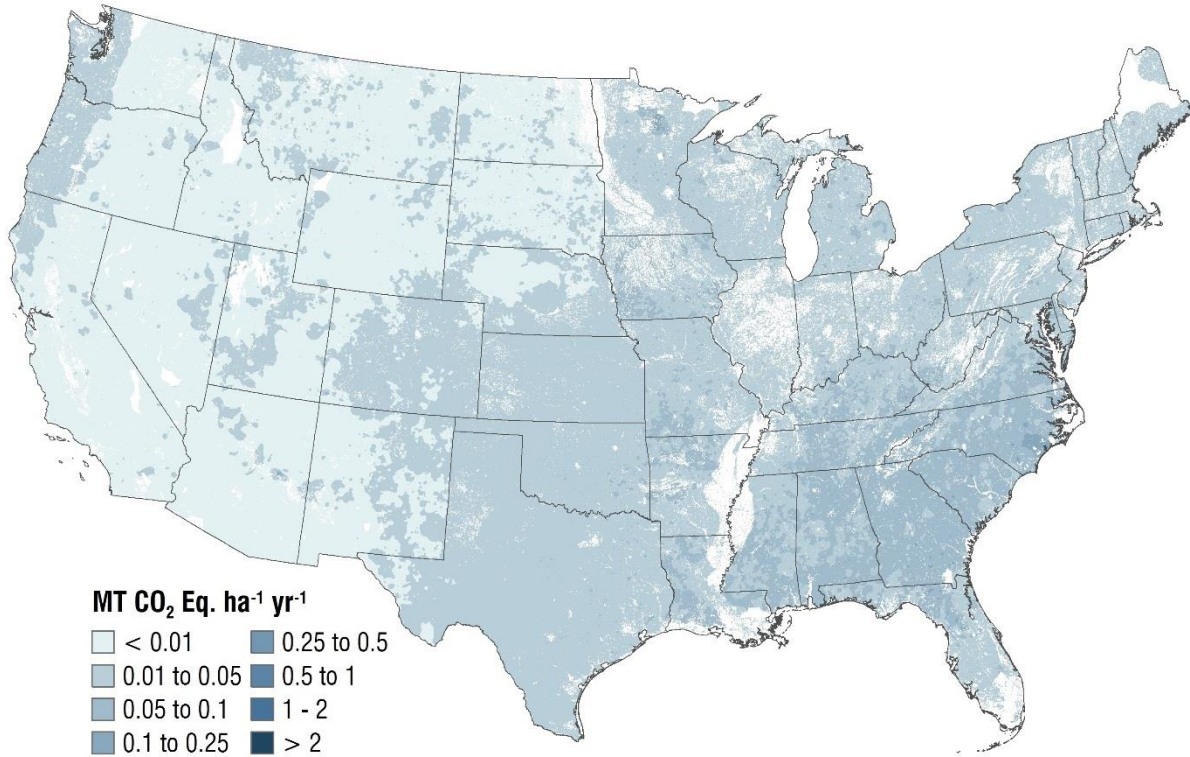 MT CO₂ Eq. ha⁻¹ yr⁻¹
< 0.01
0.01 to 0.05
0.05 to 0.1
0.1 to 0.25
0.25 to 0.5
0.5 to 1
1 - 2
> 2